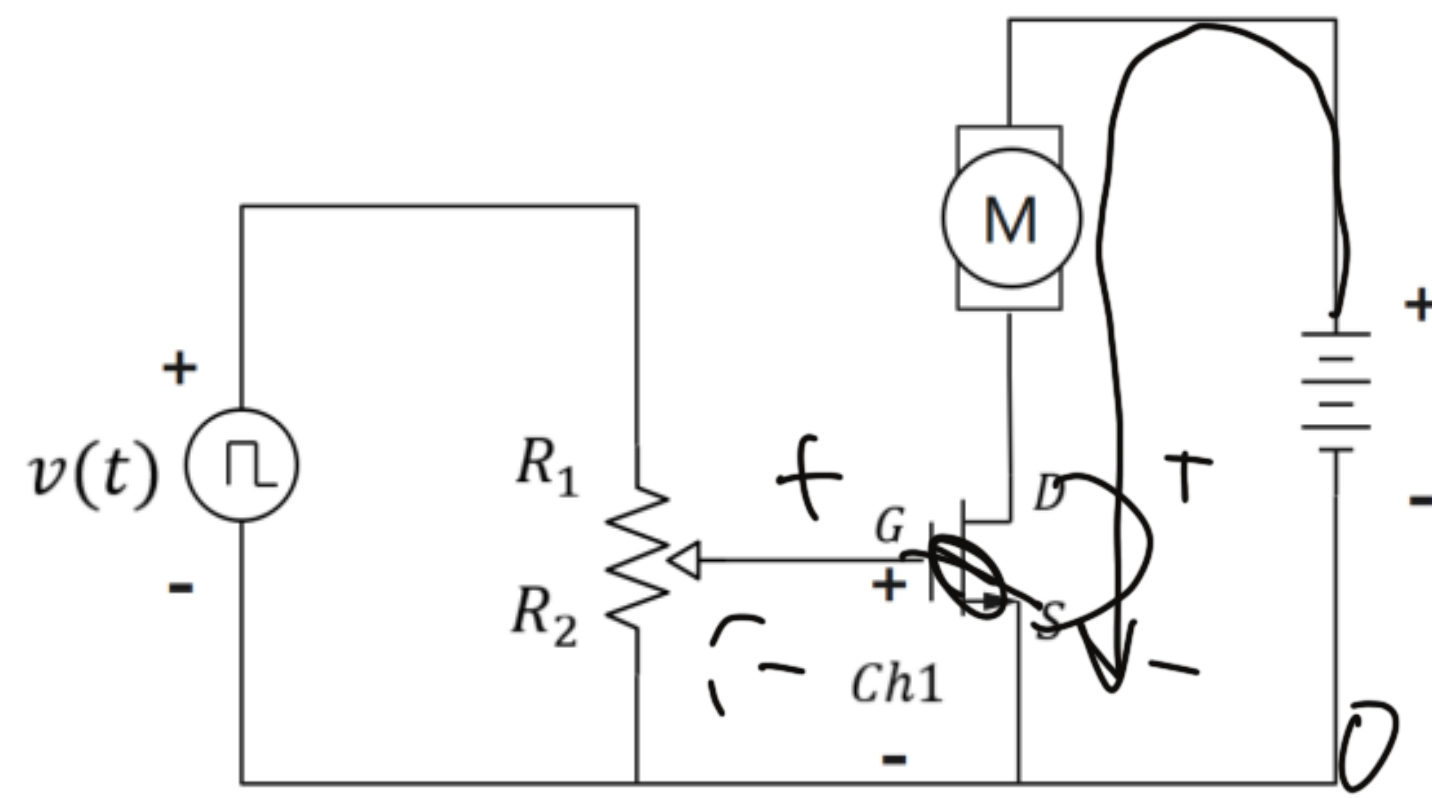 M
+
+
v(t)
R₁
+
D
+
G
-
+
-
R₂
S
-
-
Ch1
-
0